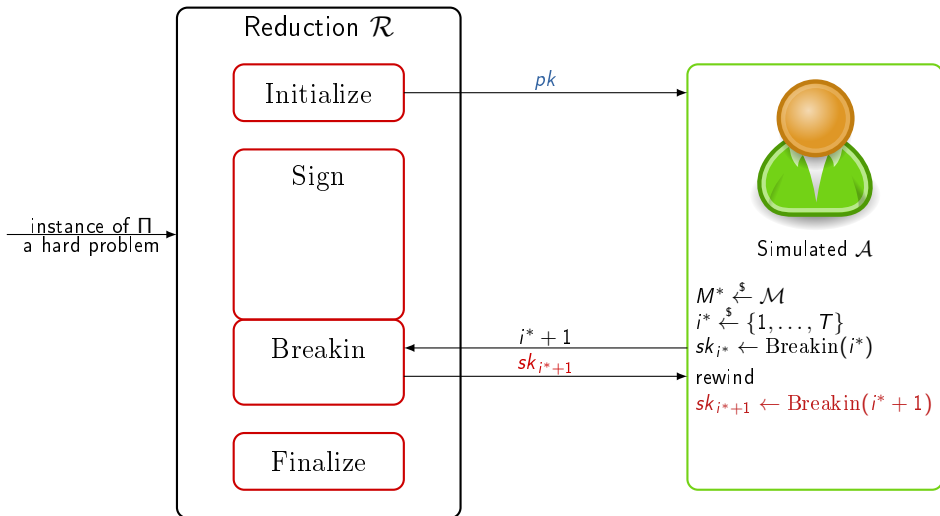 Reduction ℛ
Initialize
pk
Sign
instance of Π
a hard problem
Simulated 𝒜
M* ←$ ℳ
i* ←$ {1, . . . , T}
i* + 1
sk_{i*} ← Breakin(i*)
Breakin
sk_{i*+1}
rewind
sk_{i*+1} ← Breakin(i* + 1)
Finalize